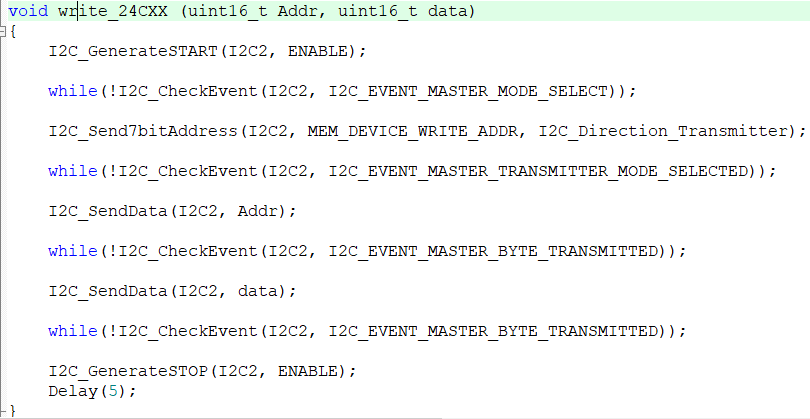 void write_24CXX (uint16_t Addr, uint16_t data)
{
I2C_GenerateSTART(I2C2, ENABLE);
while(!I2C_CheckEvent(I2C2, I2C_EVENT_MASTER_MODE_SELECT));
I2C_Send7bitAddress(I2C2, MEM_DEVICE_WRITE_ADDR, I2C_Direction_Transmitter);
while(!I2C_CheckEvent(I2C2, I2C_EVENT_MASTER_TRANSMITTER_MODE_SELECTED));
I2C_SendData(I2C2, Addr);
while(!I2C_CheckEvent(I2C2, I2C_EVENT_MASTER_BYTE_TRANSMITTED));
I2C_SendData(I2C2, data);
while(!I2C_CheckEvent(I2C2, I2C_EVENT_MASTER_BYTE_TRANSMITTED));
I2C_GenerateSTOP(I2C2, ENABLE);
Delay(5);
}